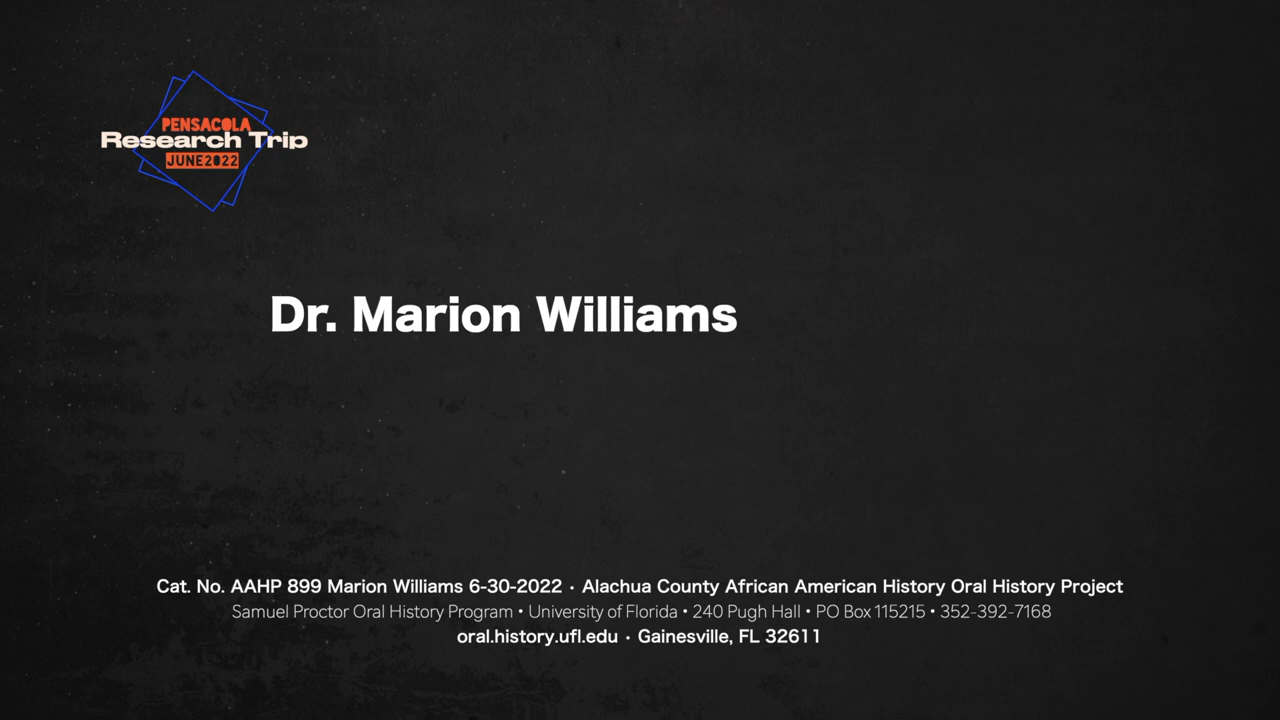 PENSACOLA
Research Trip
JUNE2022
Dr. Marion Williams
Cat. No. AAHP 899 Marion Williams 6-30-2022 · Alachua County African American History Oral History Project
Samuel Proctor Oral History Program • University of Florida • 240 Pugh Hall • PO Box 115215 • 352-392-7168
oral.history.ufl.edu · Gainesville, FL 32611